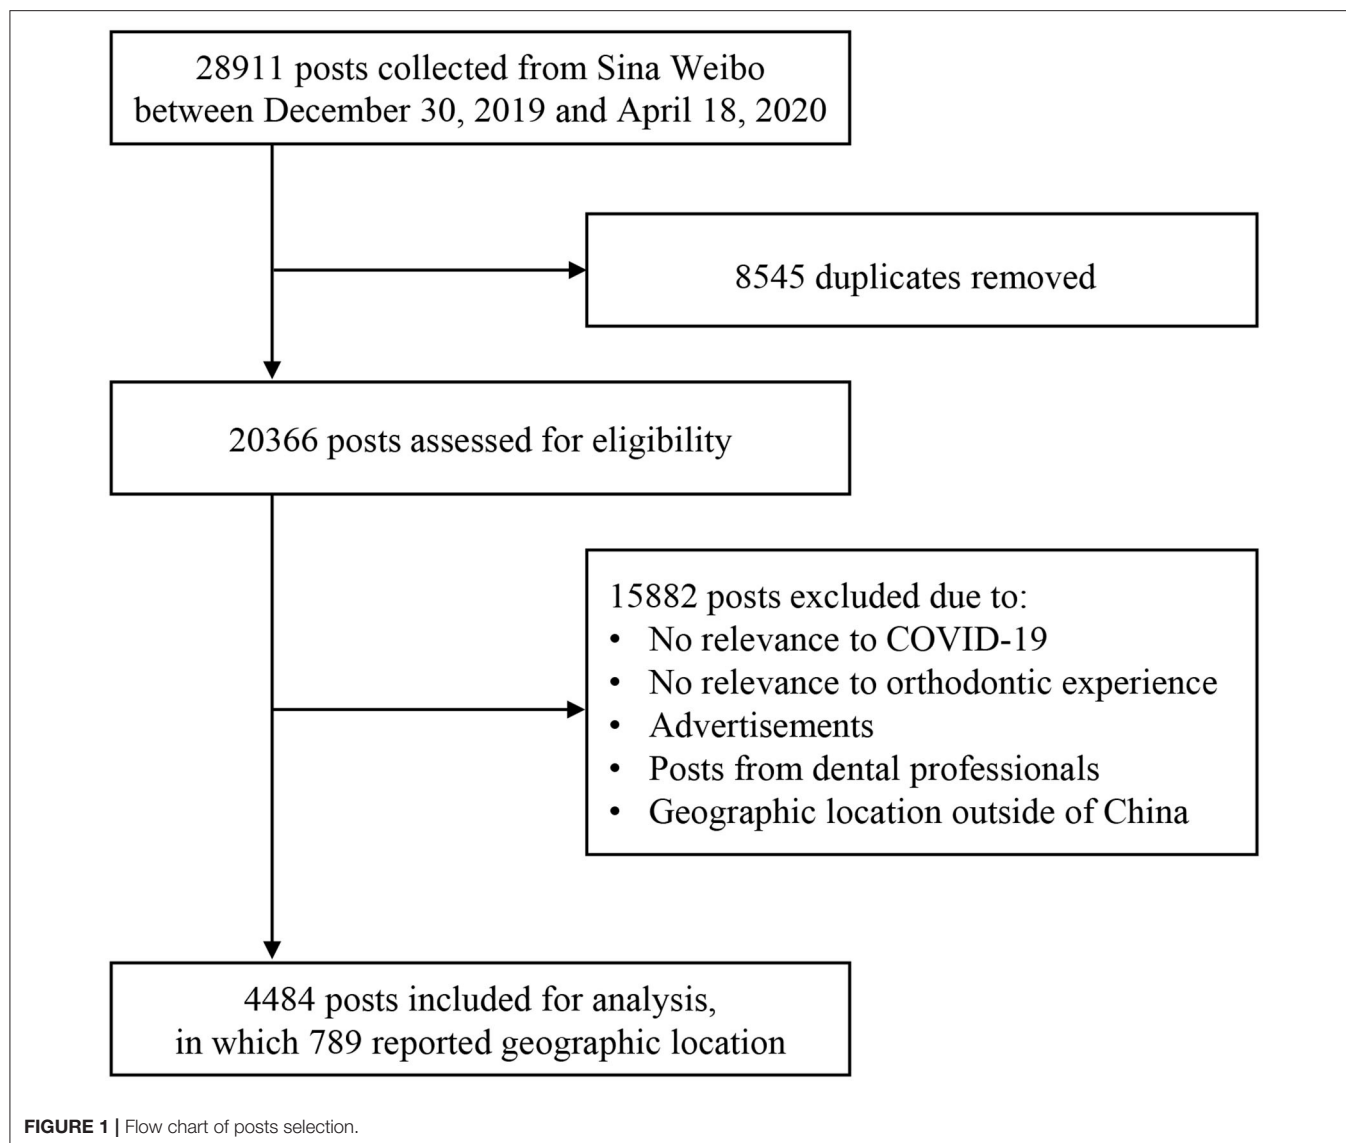 28911 posts collected from Sina Weibo
between December 30, 2019 and April 18, 2020
8545 duplicates removed
20366 posts assessed for eligibility
15882 posts excluded due to:
• No relevance to COVID-19
• No relevance to orthodontic experience
• Advertisements
• Posts from dental professionals
• Geographic location outside of China
4484 posts included for analysis,
in which 789 reported geographic location
FIGURE 1 | Flow chart of posts selection.